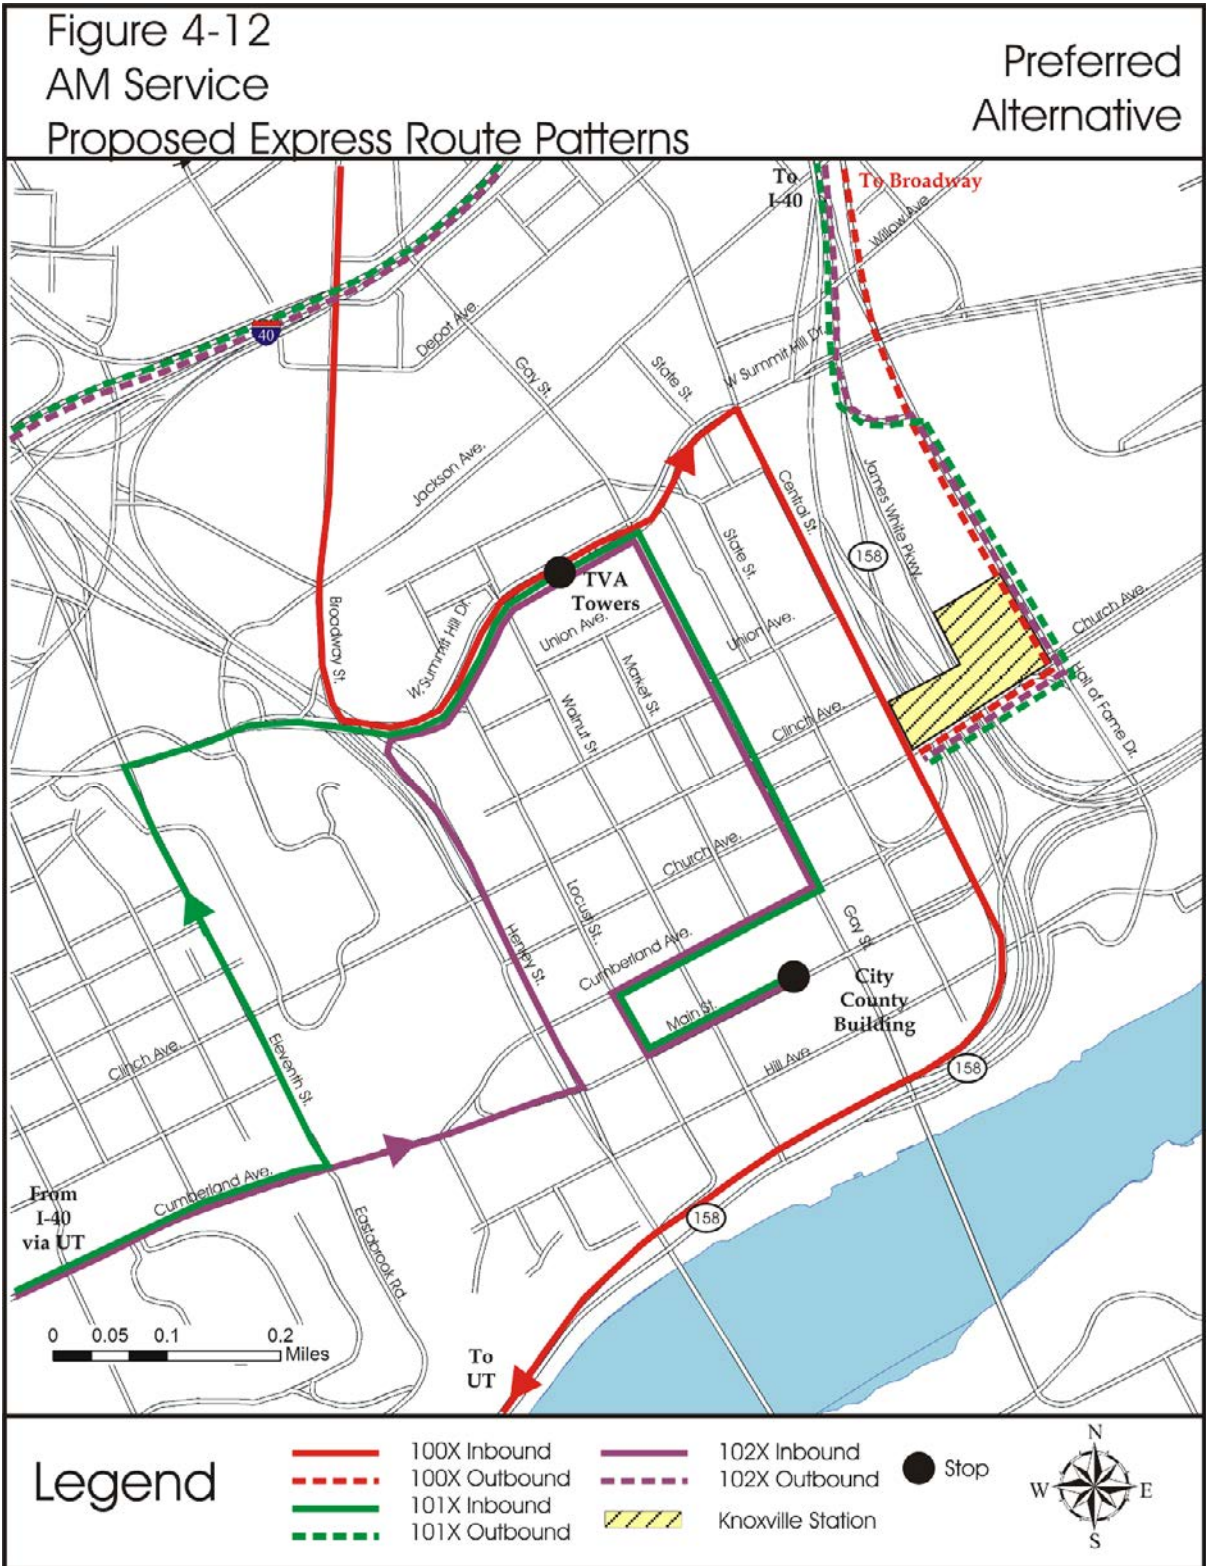 Figure 4-12
AM Service
Proposed Express Route Patterns
Preferred
Alternative
To
I-40
To Broadway
Willow Ave.
40
Depot Ave.
Gay St.
State St.
W Summit Hill Dr.
Jackson Ave.
James White Pkwy.
Central St.
158
State St.
TVA
Towers
Church Ave.
Broadway St.
W.Summit Hill Dr.
Union Ave.
Union Ave.
Market St.
Walnut St.
Hall of Fame Dr.
Clinch Ave.
Church Ave.
Locust St.
Gay St.
Henley St.
Cumberland Ave.
City
County
Building
Main St.
Hill Ave.
158
Clinch Ave.
Eleventh St.
Cumberland Ave.
From
I-40
via UT
158
Eastabrook Rd.
0 0.05 0.1 0.2
Miles
To
UT
Legend
100X Inbound
100X Outbound
101X Inbound
101X Outbound
102X Inbound
102X Outbound
Knoxville Station
Stop
N
W E
S